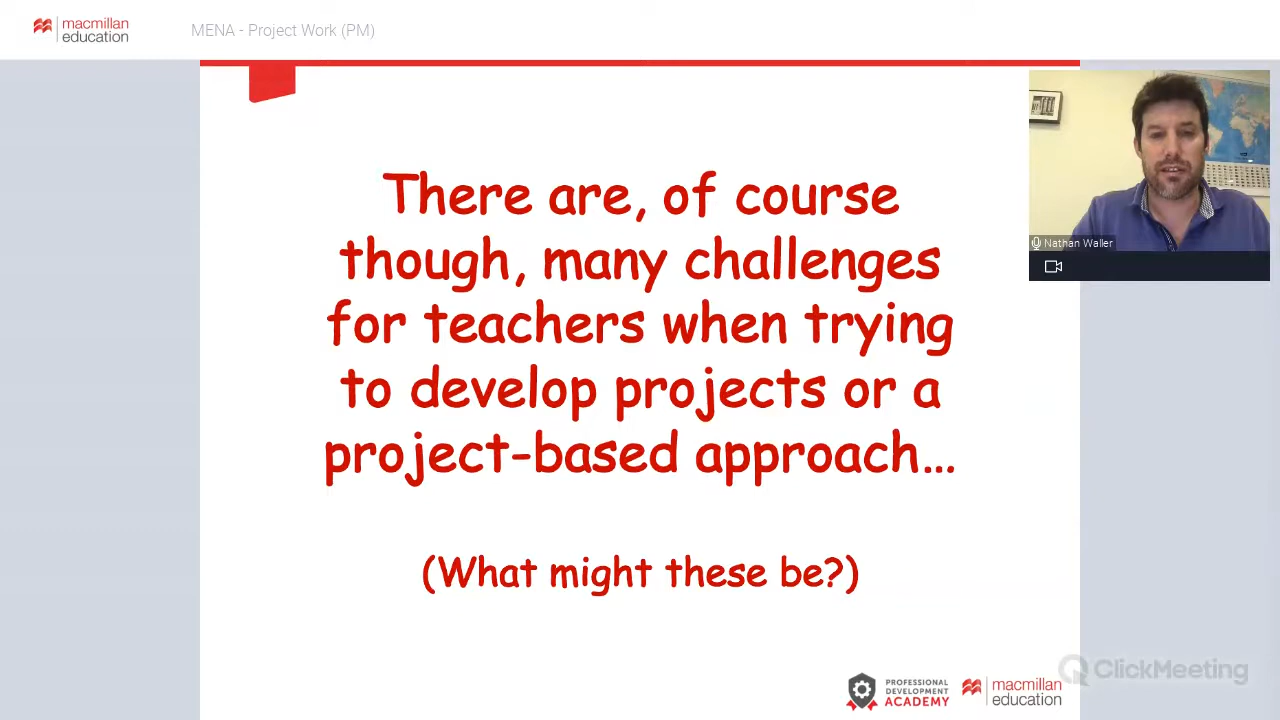 macmillan
education
MENA - Project Work (PM)
There are, of course
though, many challenges
for teachers when trying
to develop projects or a
project-based approach…
(What might these be?)
Nathan Waller
PROFESSIONAL
DEVELOPMENT
ACADEMY
macmillan
education
ClickMeeting